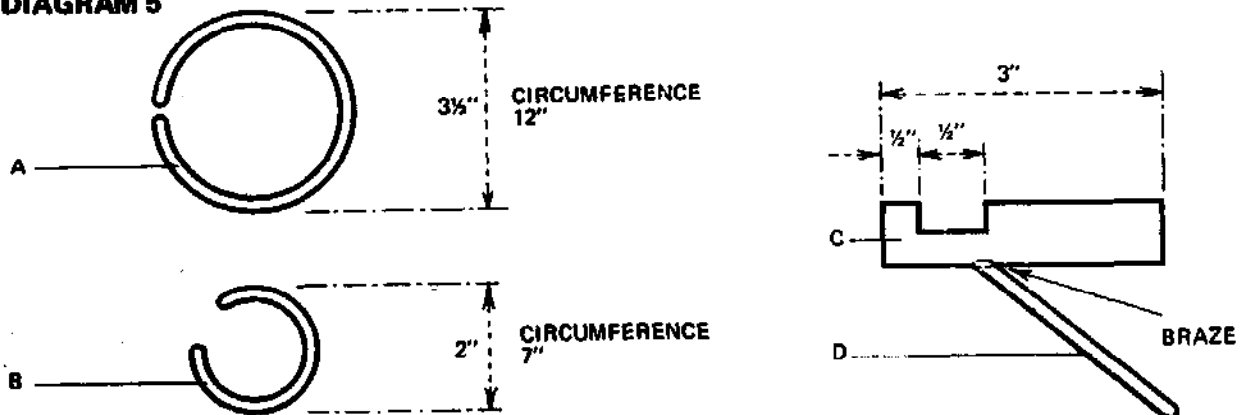 DIAGRAM 5
3½" CIRCUMFERENCE
12"
A
2" CIRCUMFERENCE
7"
B
3"
½" ½"
C
BRAZE
D